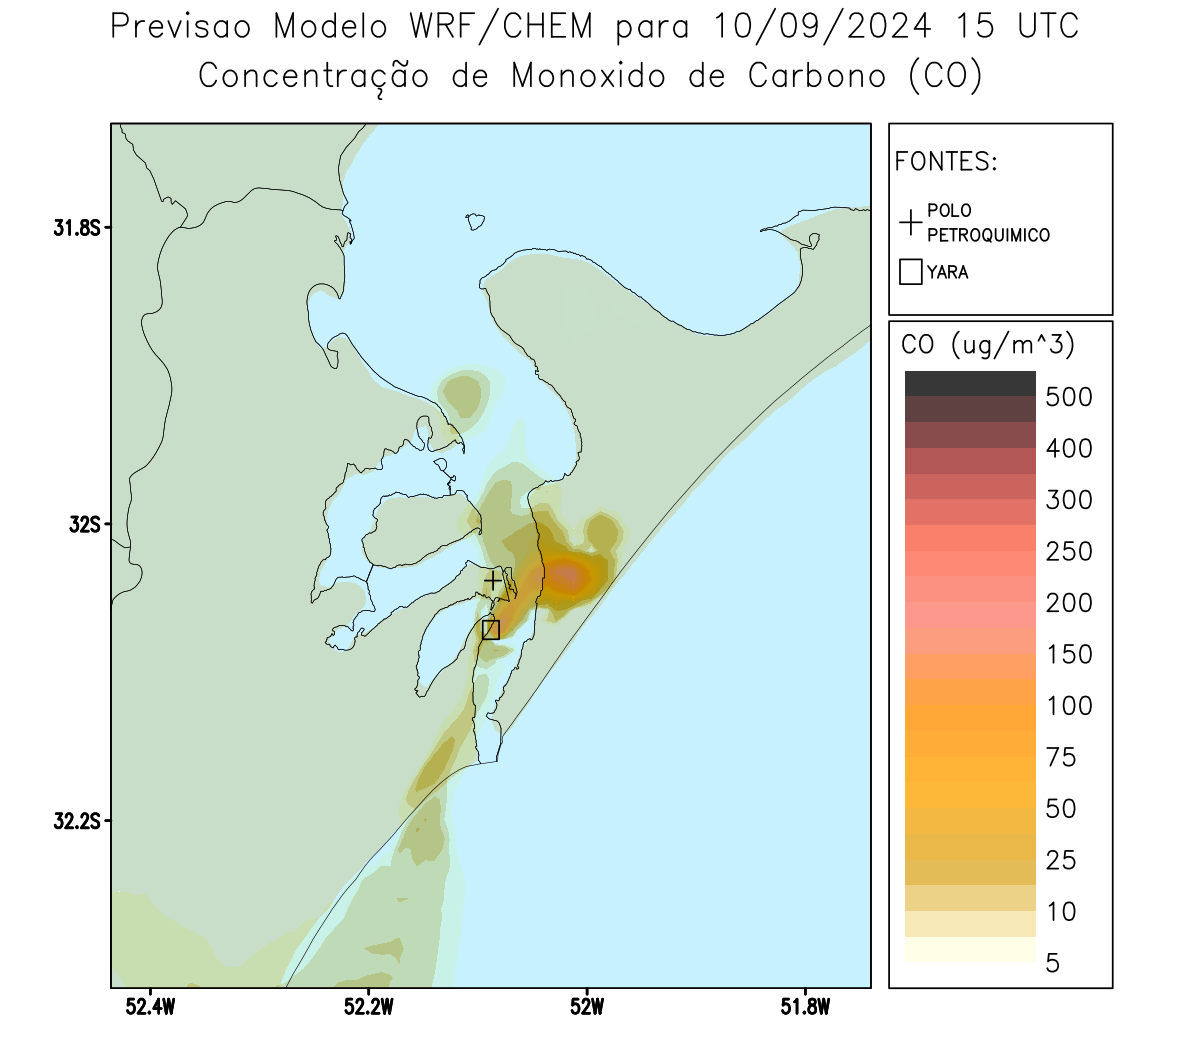 Previsao Modelo WRF/CHEM para 10/09/2024 15 UTC
Concentração de Monoxido de Carbono (CO)
FONTES:
POLO
PETROQUIMICO
YARA
CO (ug/m^3)
500
400
300
250
200
150
100
75
50
25
10
5
31.8S
32S
32.2S
52.4W
52.2W
52W
51.8W